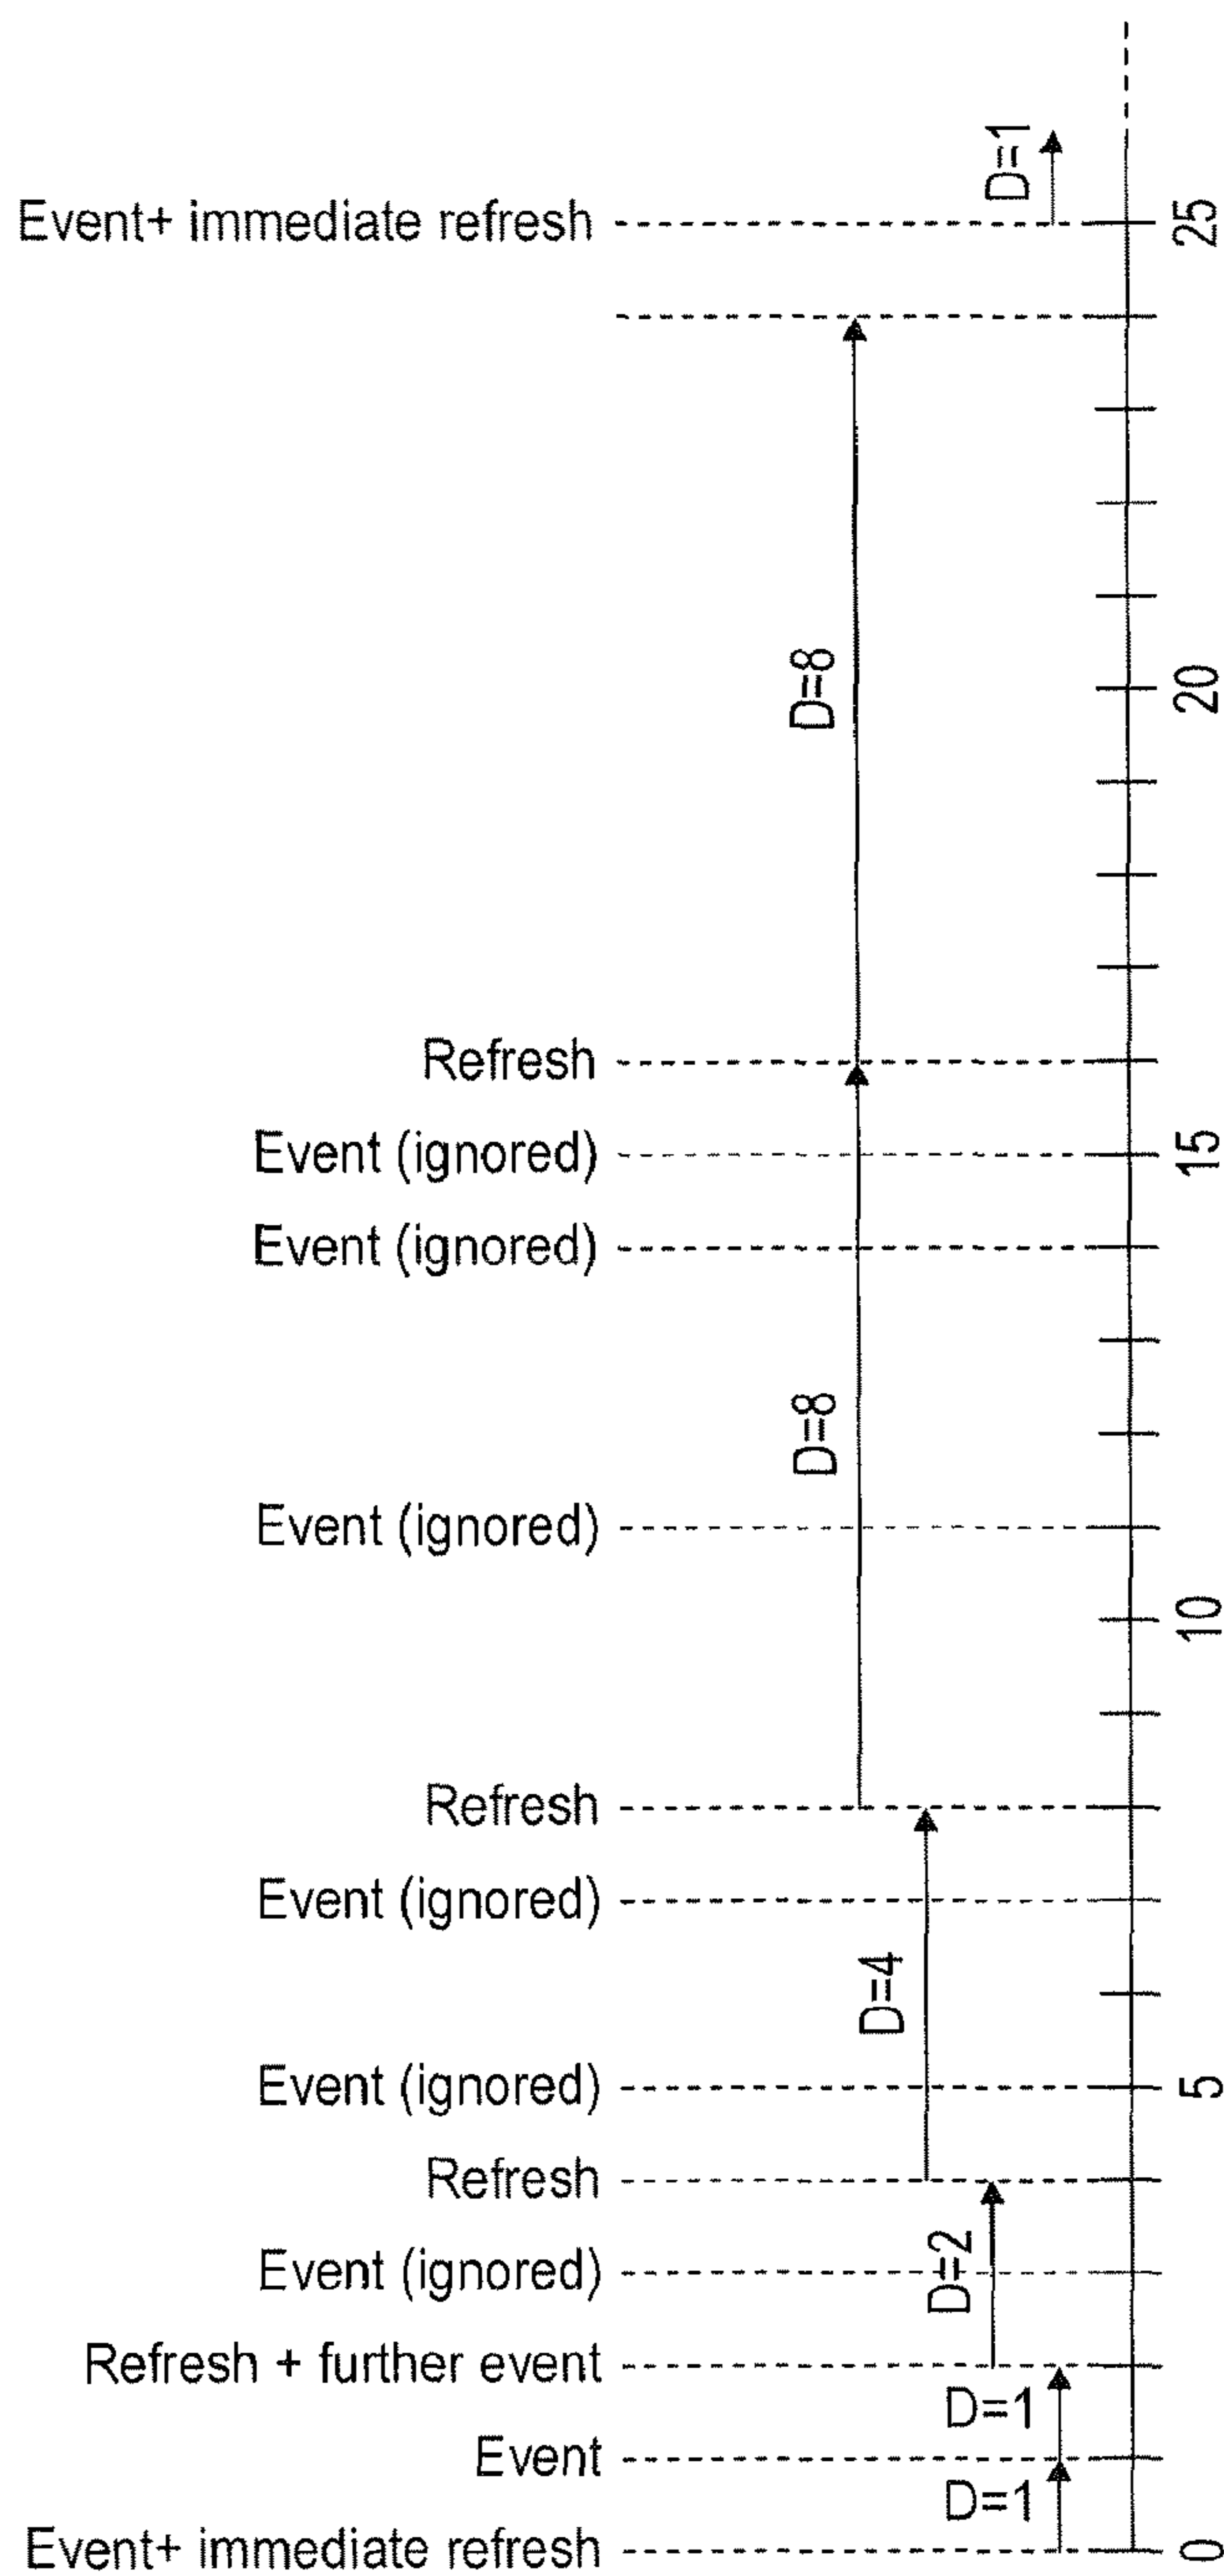 Event+ immediate refresh
D=1
25
D=8
20
Refresh
Event (ignored)
15
Event (ignored)
D=8
Event (ignored)
10
Refresh
Event (ignored)
D=4
Event (ignored)
5
Refresh
Event (ignored)
D=2
Refresh + further event
D=1
Event
D=1
Event+ immediate refresh
0